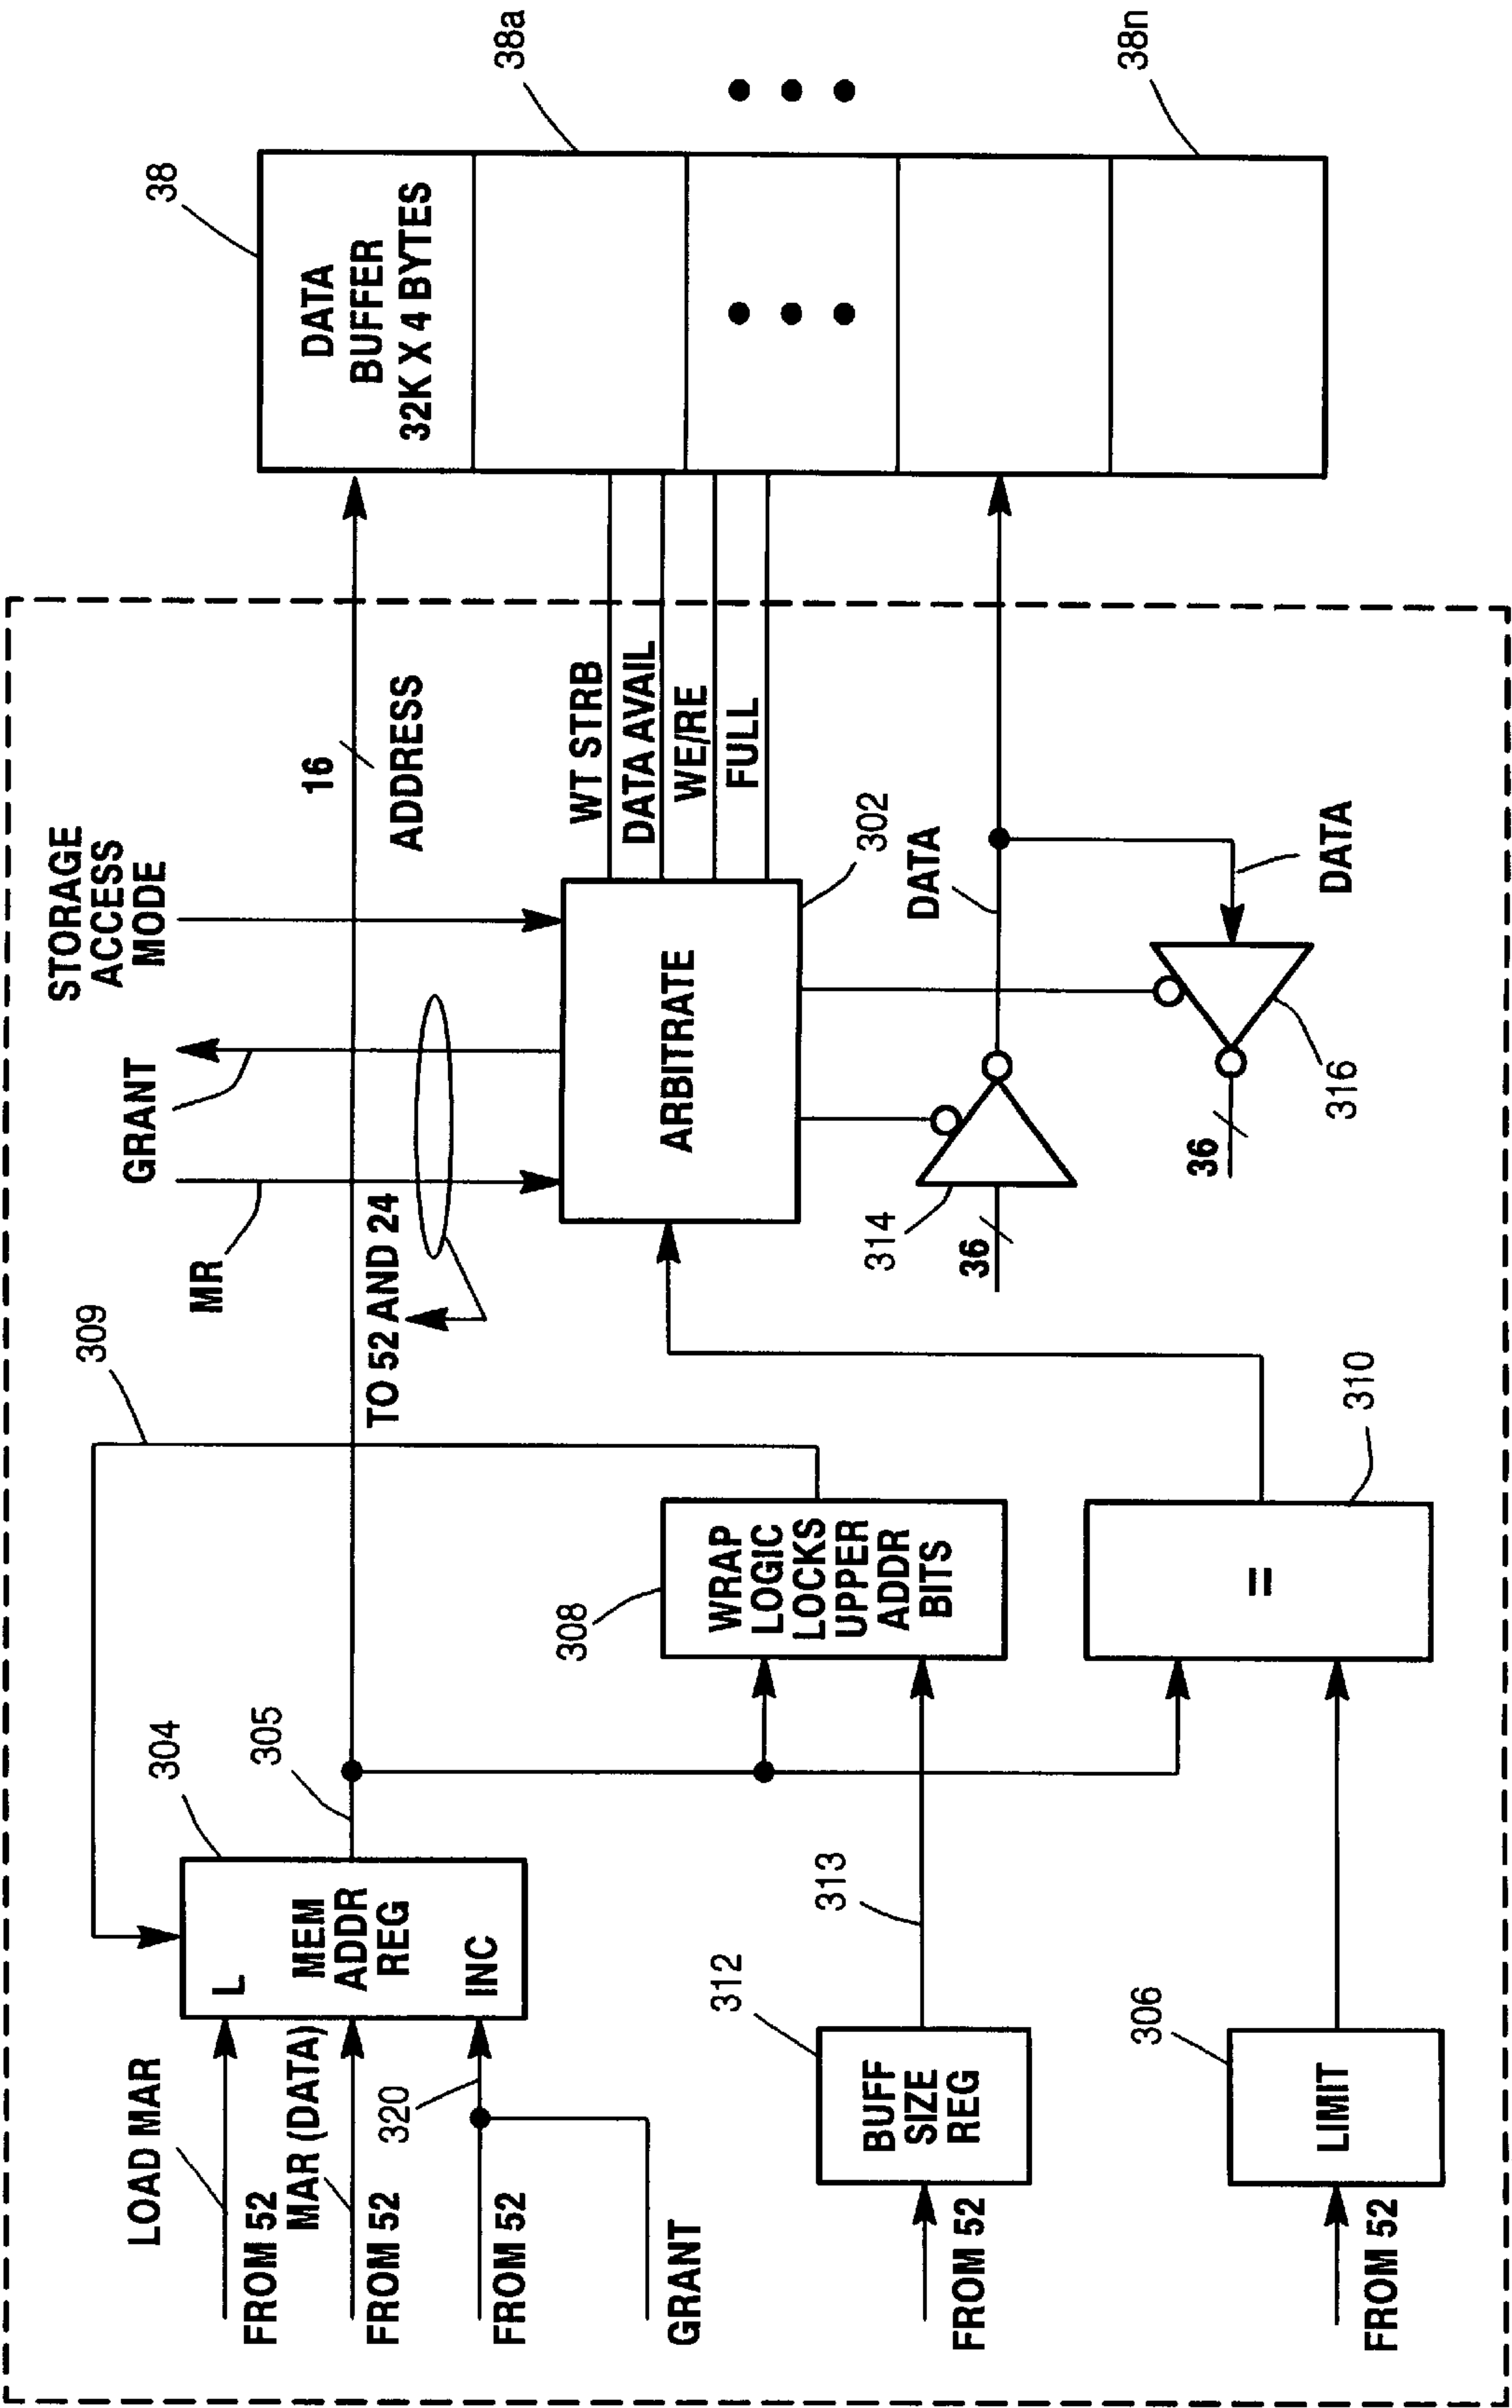 LOAD MAR
FROM 52
MAR (DATA)
FROM 52
320
FROM 52
GRANT
L
MEM
ADDR
REG
INC
304
305
309
312
BUFF
SIZE
REG
FROM 52
313
306
LIMIT
FROM 52
308
WRAP
LOGIC
LOCKS
UPPER
ADDR
BITS
=
310
MR
GRANT
STORAGE
ACCESS
MODE
TO 52 AND 24
16
ADDRESS
ARBITRATE
302
WT STRB
DATA AVAIL
WE/RE
FULL
DATA
314
36
DATA
316
36
38
DATA
BUFFER
32K X 4 BYTES
38a
38n